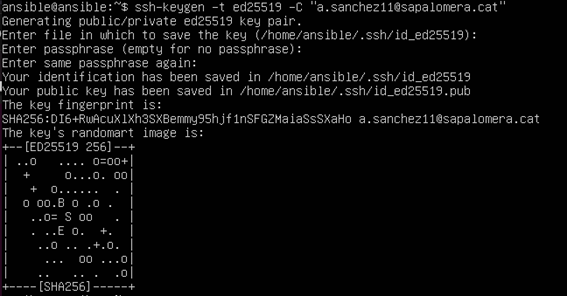 ansible@ansible:~$ ssh-keygen -t ed25519 -C "a.sanchez11@sapalomera.cat"
Generating public/private ed25519 key pair.
Enter file in which to save the key (/home/ansible/.ssh/id_ed25519):
Enter passphrase (empty for no passphrase):
Enter same passphrase again:
Your identification has been saved in /home/ansible/.ssh/id_ed25519
Your public key has been saved in /home/ansible/.ssh/id_ed25519.pub
The key fingerprint is:
SHA256:DI6+RwAcuXlXh3SXBemmy95hjf1nSFGZMaiaSsSXaHo a.sanchez11@sapalomera.cat
The key's randomart image is:
+--[ED25519 256]--+
| ..o   .... o=oo+|
|  +     o...o. oo|
|   + o......  .  |
|  o oo.B o .o .  |
|   ..o= S oo   . |
|   . ..E o.  +.  |
|    ..o .. .+.o. |
|     ...  oo ...o|
|    ..   .. .  .o|
+----[SHA256]-----+